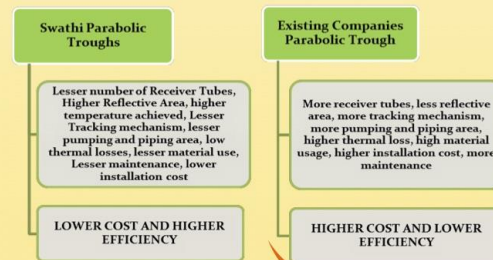 Swathi Parabolic
Troughs
Lesser number of Receiver Tubes,
Higher Reflective Area, higher
temperature achieved, Lesser
Tracking mechanism, lesser
pumping and piping area, low
thermal losses, lesser material use,
Lesser maintenance, lower
installation cost
LOWER COST AND HIGHER
EFFICIENCY
Existing Companies
Parabolic Trough
More receiver tubes, less reflective
area, more tracking mechanism,
more pumping and piping area,
higher thermal loss, high material
usage, higher installation cost, more
maintenance
HIGHER COST AND LOWER
EFFICIENCY